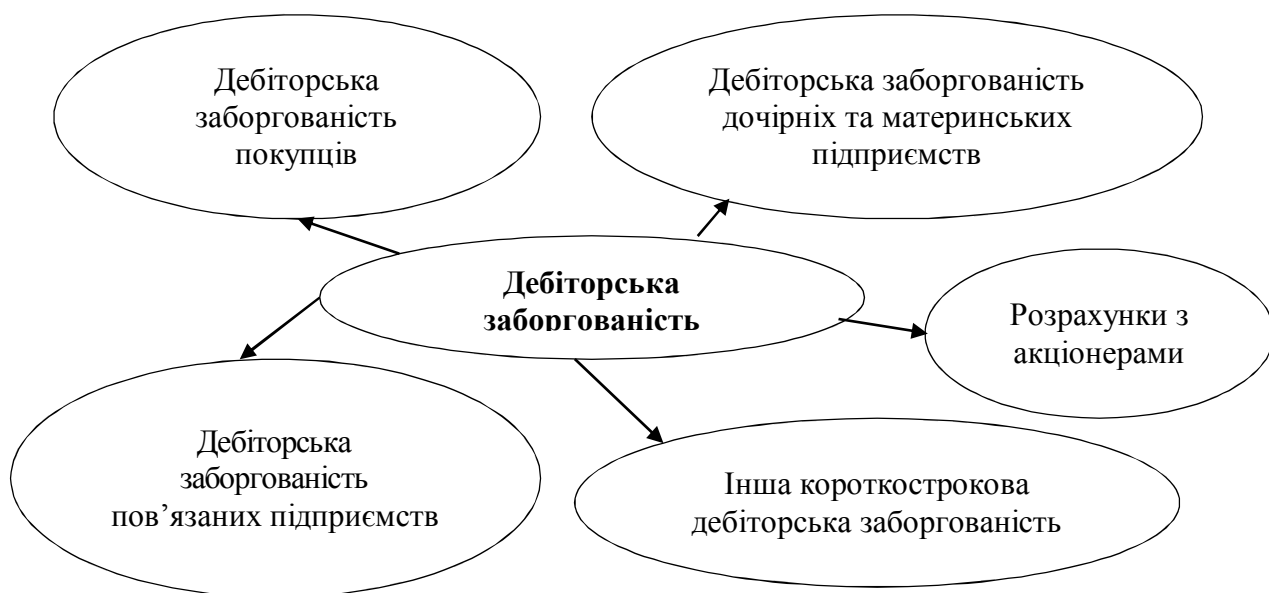 Дебіторська
заборгованість
покупців
Дебіторська заборгованість
дочірніх та материнських
підприємств
Дебіторська
заборгованість
Розрахунки з
акціонерами
Дебіторська
заборгованість
пов’язаних підприємств
Інша короткострокова
дебіторська заборгованість